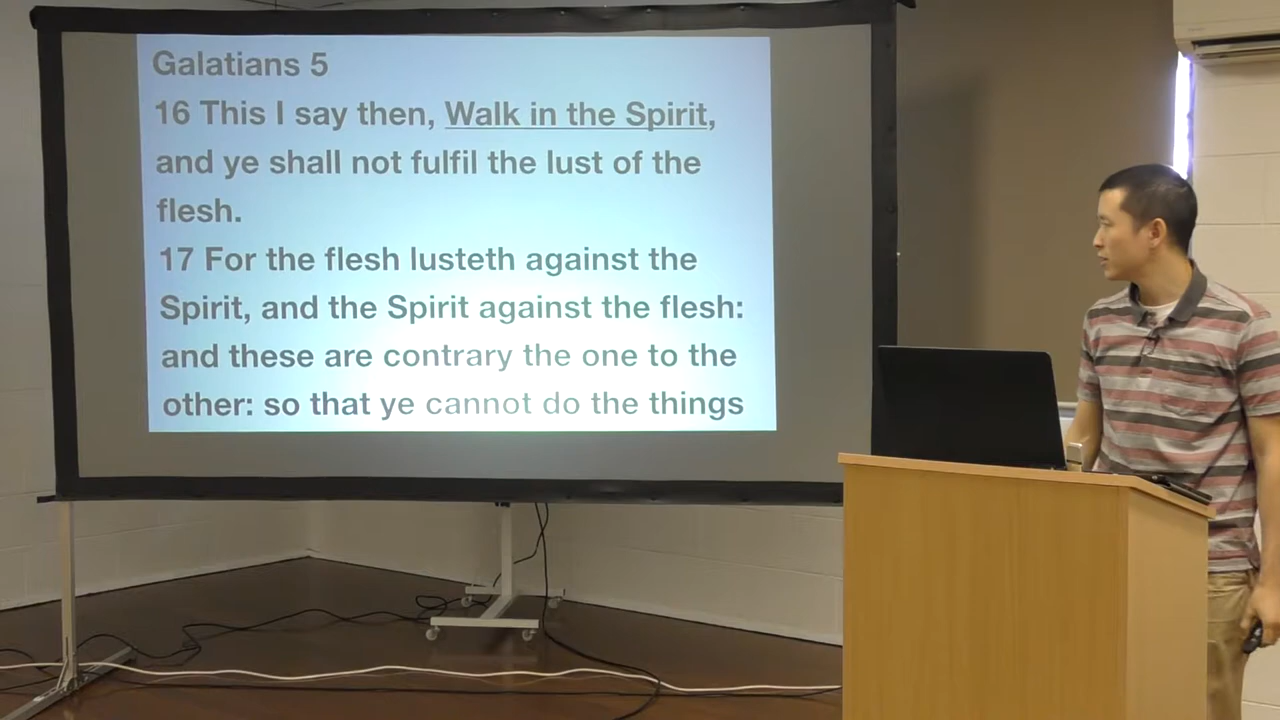 Galatians 5
16 This I say then, Walk in the Spirit,
and ye shall not fulfil the lust of the
flesh.
17 For the flesh lusteth against the
Spirit, and the Spirit against the flesh:
and these are contrary the one to the
other: so that ye cannot do the things